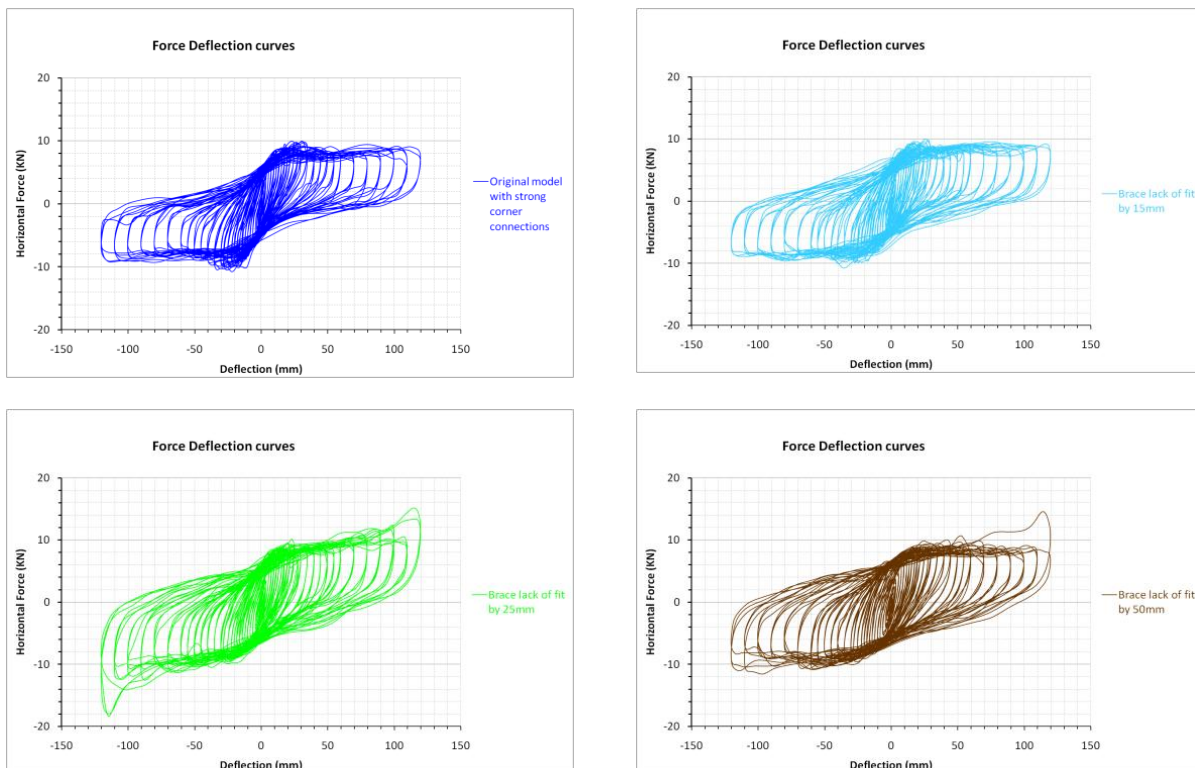 Force Deflection curves
20
10
0
-10
-20
Horizontal Force (KN)
-150 -100 -50 0 50 100 150
Deflection (mm)
Original model
with strong
corner
connections
Force Deflection curves
20
10
0
-10
-20
Horizontal Force (KN)
-150 -100 -50 0 50 100 150
Deflection (mm)
Brace lack of fit
by 15mm
Force Deflection curves
20
10
0
-10
-20
Horizontal Force (KN)
-150 -100 -50 0 50 100 150
Deflection (mm)
Brace lack of fit
by 25mm
Force Deflection curves
20
10
0
-10
-20
Horizontal Force (KN)
-150 -100 -50 0 50 100 150
Deflection (mm)
Brace lack of fit
by 50mm